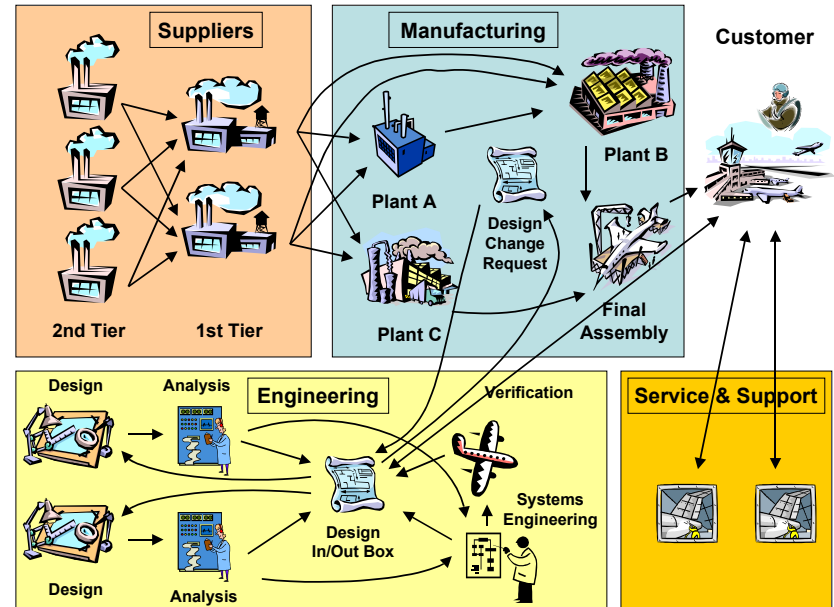 Suppliers
Manufacturing
Customer
Plant B
Plant A
Design
Change
Request
Final
Assembly
2nd Tier
1st Tier
Plant C
Design
Analysis
Engineering
Verification
Service & Support
Systems
Engineering
Design
In/Out Box
Design
Analysis